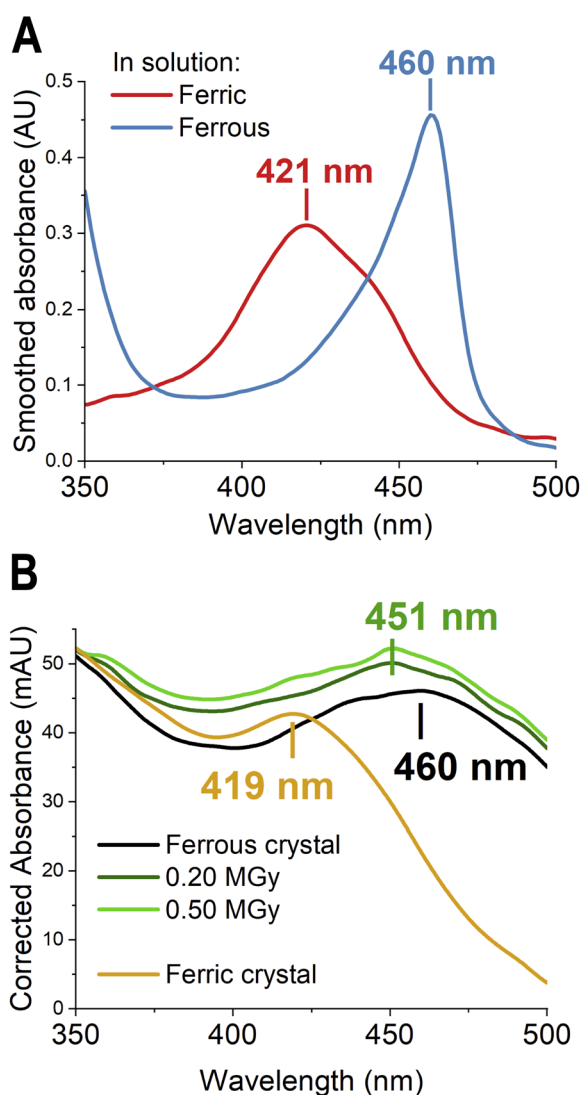 A
In solution:
Ferric
Ferrous
460 nm
421 nm
Smoothed absorbance (AU)
0.5
0.4
0.3
0.2
0.1
0.0
350
400
450
500
Wavelength (nm)
B
451 nm
460 nm
419 nm
Corrected Absorbance (mAU)
50
40
30
20
10
0
Ferrous crystal
0.20 MGy
0.50 MGy
Ferric crystal
350
400
450
500
Wavelength (nm)